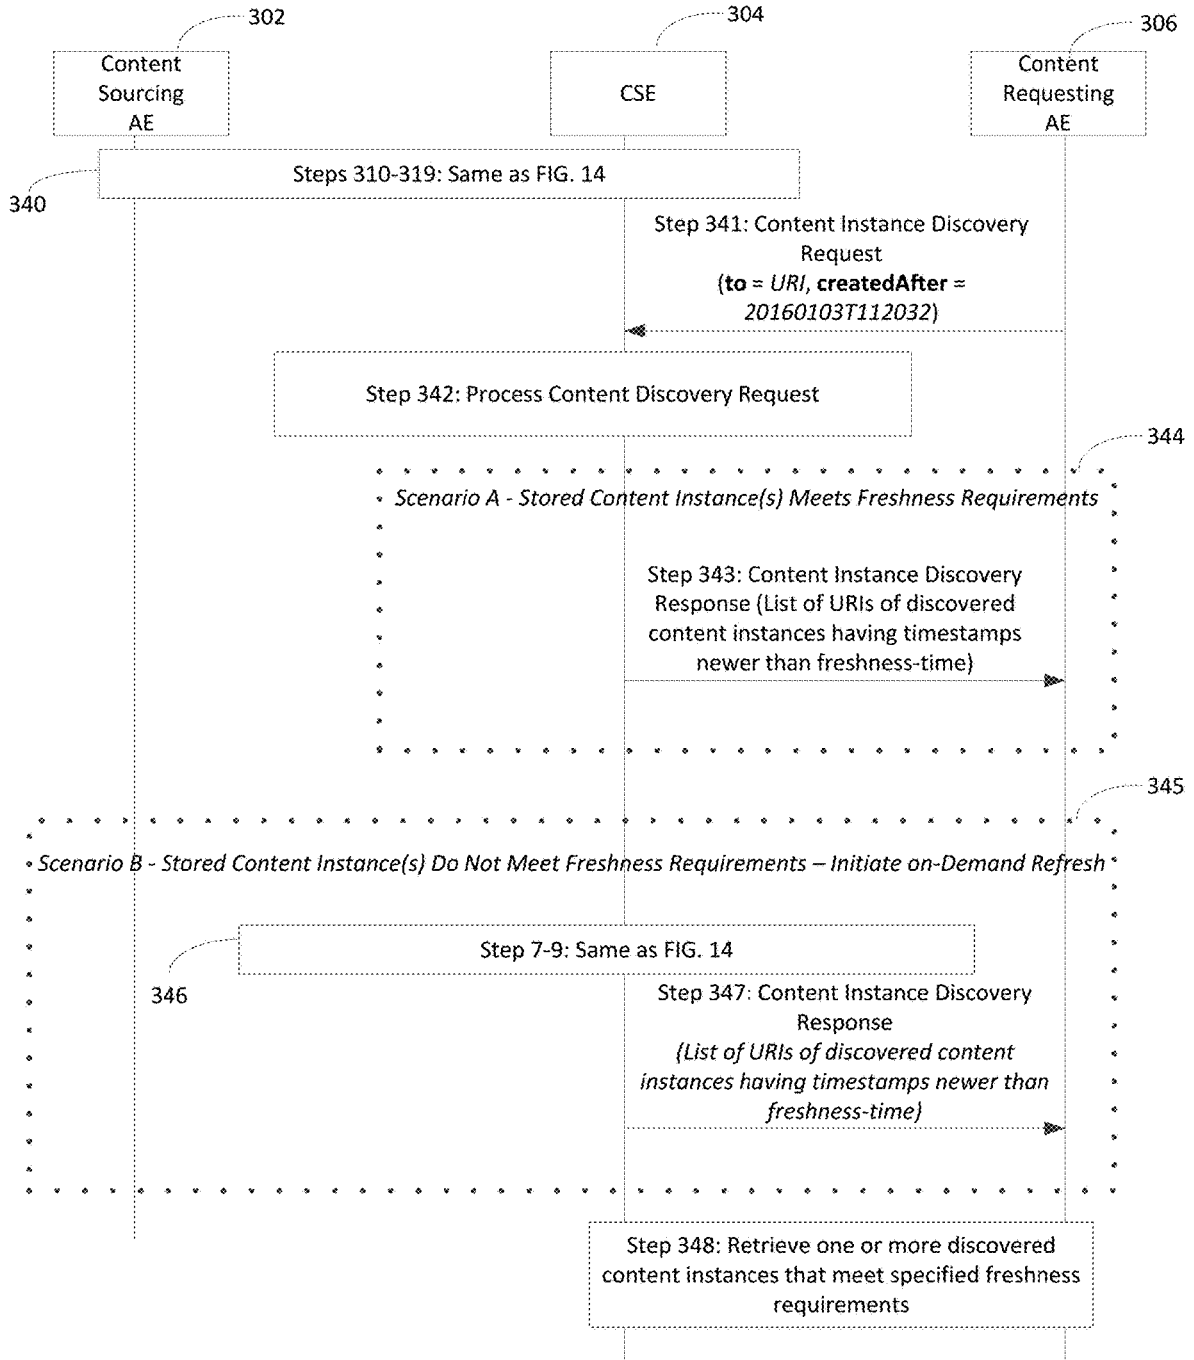 302
304
306
Content
Sourcing
AE
CSE
Content
Requesting
AE
Steps 310-319: Same as FIG. 14
340
Step 341: Content Instance Discovery
Request
(to = URI, createdAfter =
20160103T112032)
Step 342: Process Content Discovery Request
344
Scenario A - Stored Content Instance(s) Meets Freshness Requirements
Step 343: Content Instance Discovery
Response (List of URIs of discovered
content instances having timestamps
newer than freshness-time)
345
Scenario B - Stored Content Instance(s) Do Not Meet Freshness Requirements – Initiate on-Demand Refresh
Step 7-9: Same as FIG. 14
346
Step 347: Content Instance Discovery
Response
(List of URIs of discovered content
instances having timestamps newer than
freshness-time)
Step 348: Retrieve one or more discovered
content instances that meet specified freshness
requirements